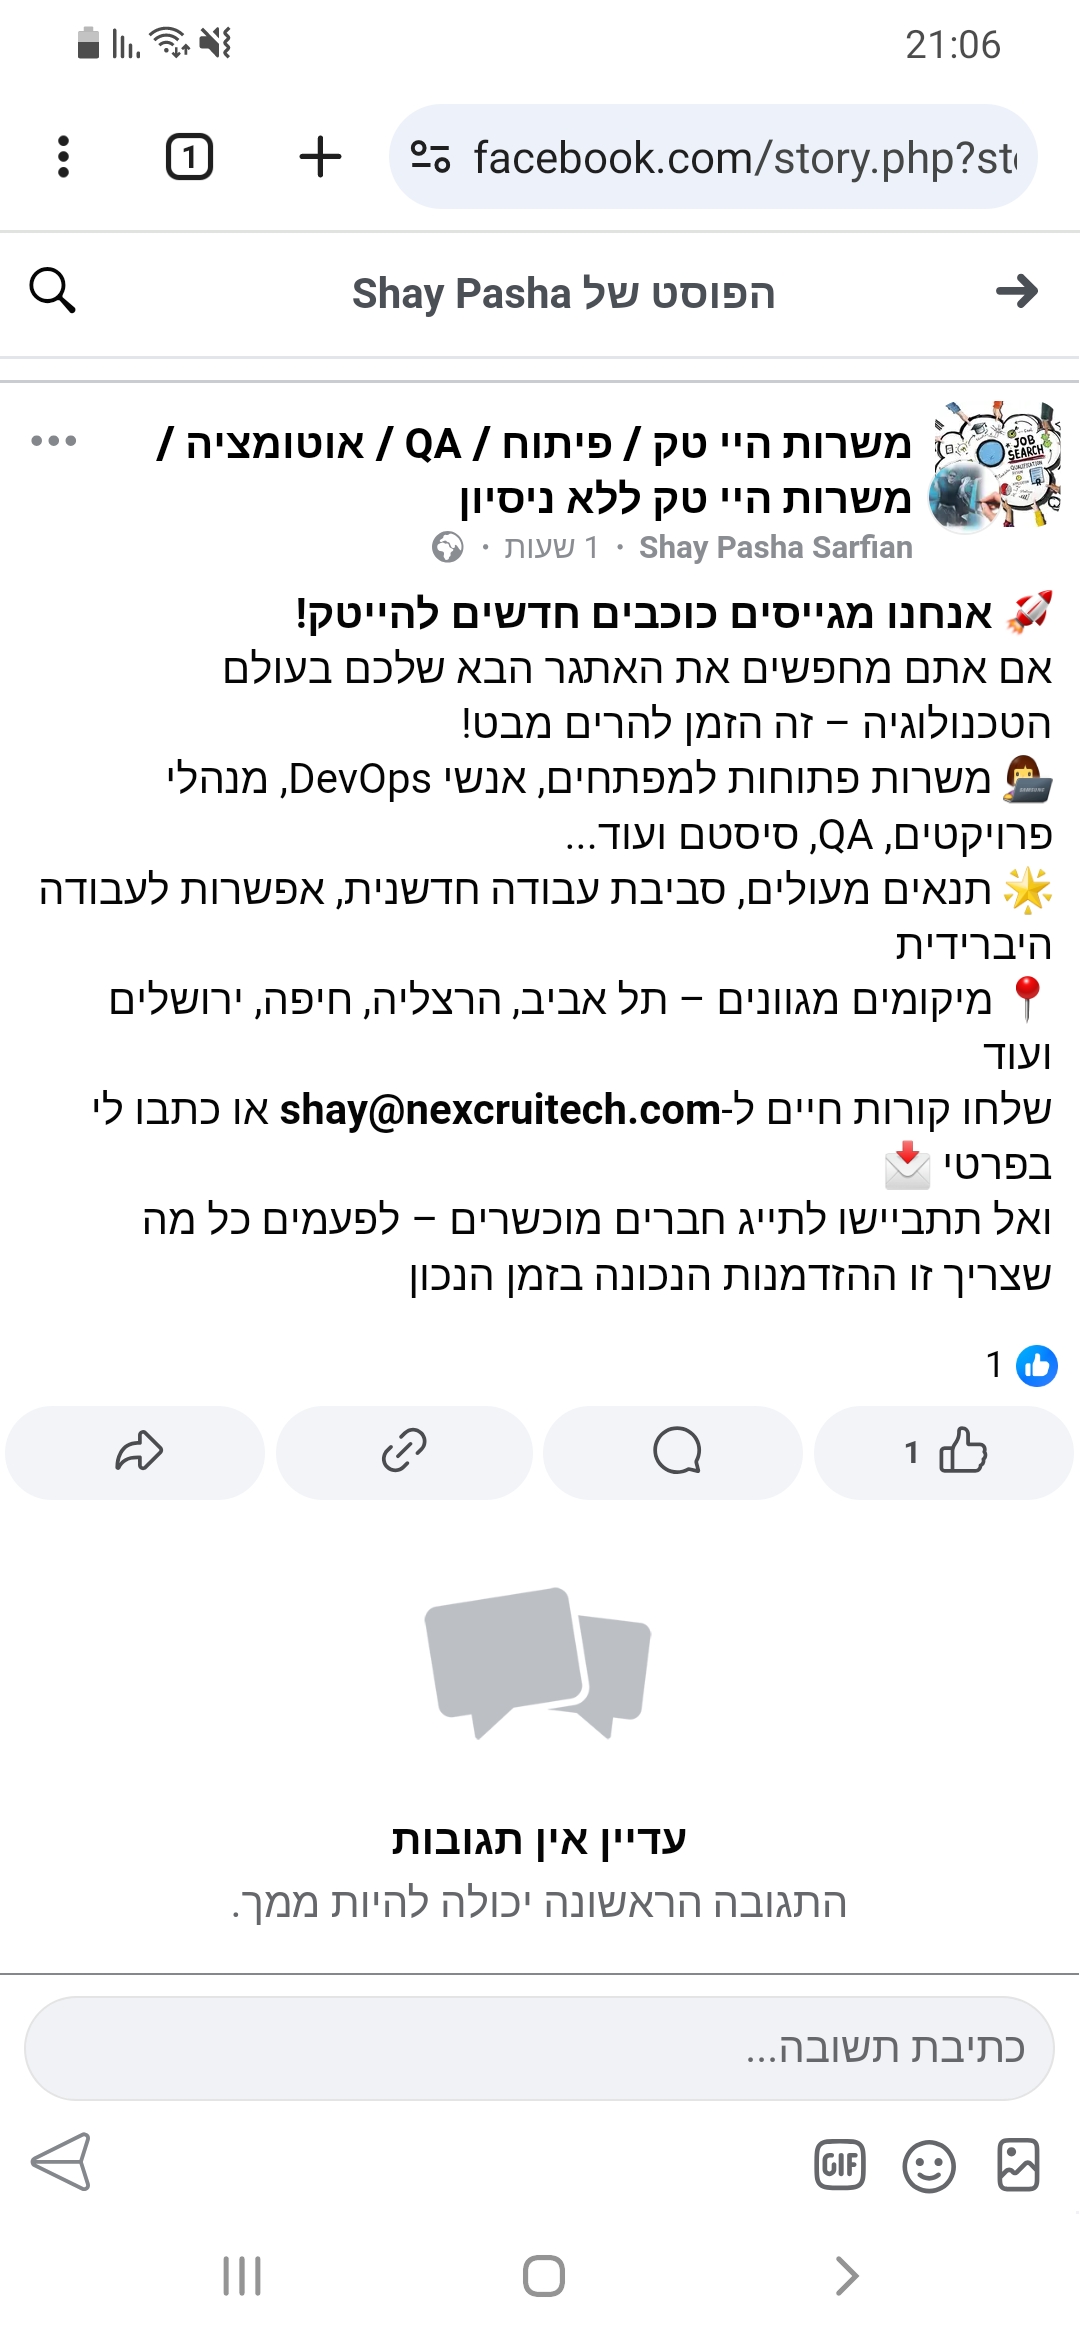 21:06
1
facebook.com/story.php?st
הפוסט של Shay Pasha
משרות היי טק / פיתוח / QA / אוטומציה /
משרות היי טק ללא ניסיון
Shay Pasha Sarfian · 1 שעות ·
JOB
SEARCH
🚀 אנחנו מגייסים כוכבים חדשים להייטק!
אם אתם מחפשים את האתגר הבא שלכם בעולם
הטכנולוגיה – זה הזמן להרים מבט!
👩‍💻 משרות פתוחות למפתחים, אנשי DevOps, מנהלי
פרויקטים, QA, סיסטם ועוד...
🌟 תנאים מעולים, סביבת עבודה חדשנית, אפשרות לעבודה
היברידית
📍 מיקומים מגוונים – תל אביב, הרצליה, חיפה, ירושלים
ועוד
שלחו קורות חיים ל-shay@nexcruitech.com או כתבו לי
בפרטי 📩
ואל תתביישו לתייג חברים מוכשרים – לפעמים כל מה
שצריך זו ההזדמנות הנכונה בזמן הנכון
1
1
עדיין אין תגובות
התגובה הראשונה יכולה להיות ממך.
כתיבת תשובה...
GIF